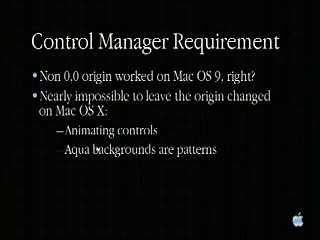 Control Manager Requirement
• Non 0,0 origin worked on Mac OS 9, right?
• Nearly impossible to leave the origin changed
on Mac OS X:
– Animating controls
– Aqua backgrounds are patterns